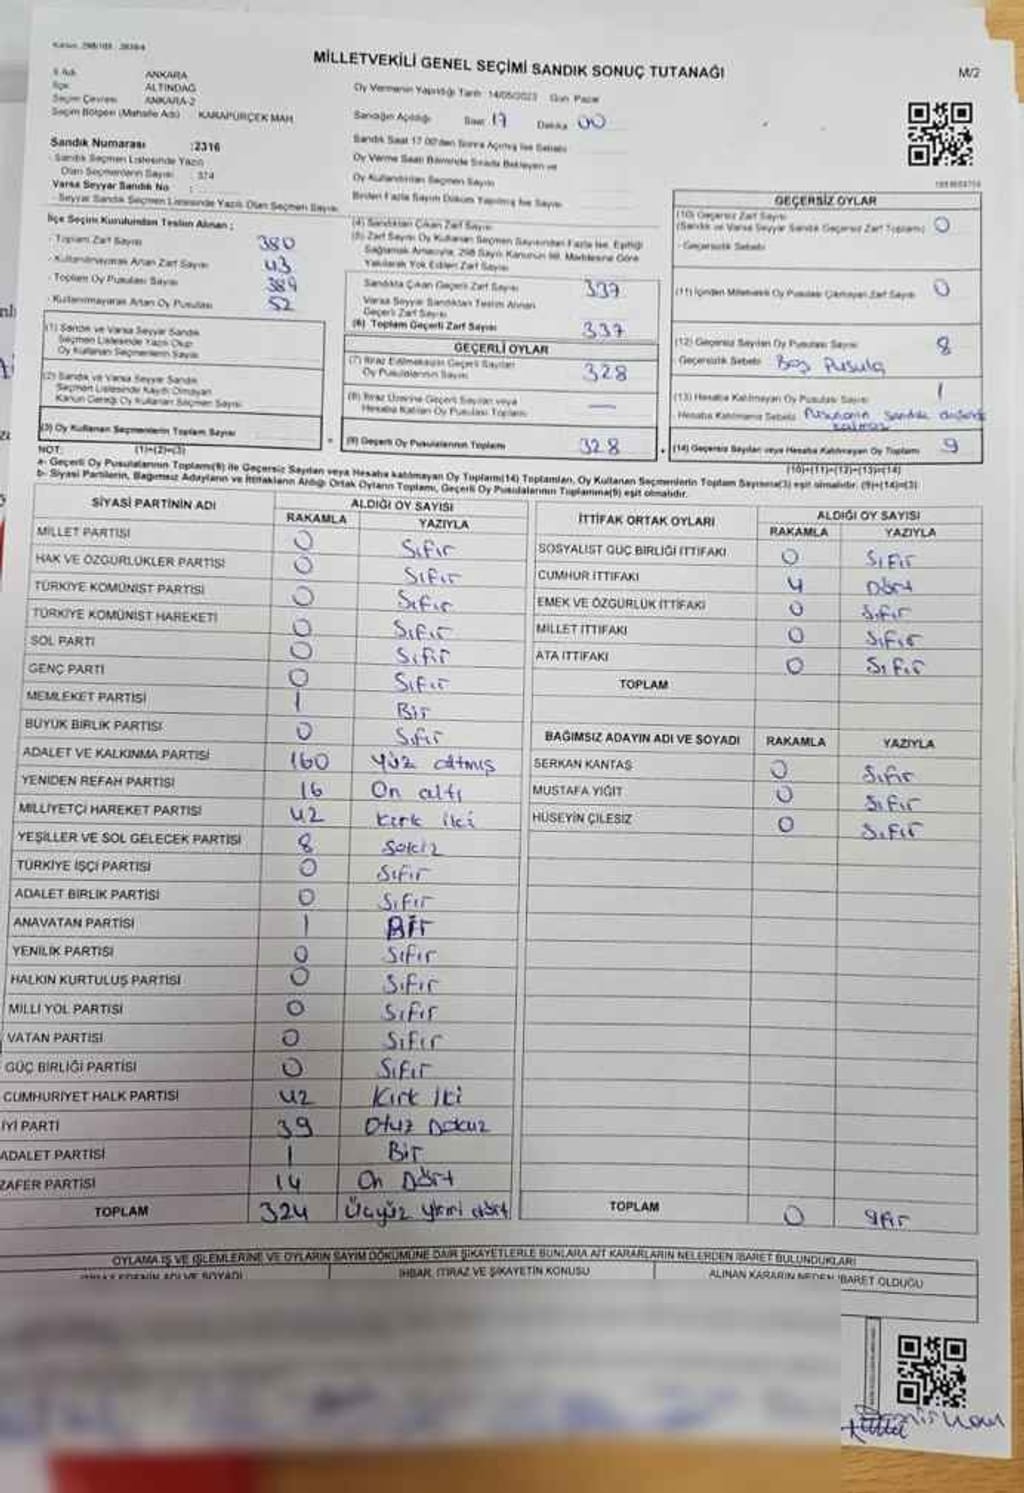 MİLLETVEKİLİ GENEL SEÇİMİ SANDIK SONUÇ TUTANAĞI
M/2
İli Adı ANKARA
İlçe ALTINDAĞ
Seçim Çevresi ANKARA-2
Seçim Bölgesi (Mahalle Adı) KARAPÜRÇEK MAH.
Sandık Numarası :2316
Sandık Seçmen Listesinde Yazılı
Olan Seçmenlerin Sayısı : 374
Varsa Seyyar Sandık No :
Seyyar Sandık Seçmen Listesinde Yazılı Olan Seçmen Sayısı
Oy Vermenin Yapıldığı Tarih: 14/05/2023 Gün: Pazar
Sandığın Açıldığı Saat 17 Dakika 00
Sandık Saat 17.00'den Sonra Açılmış İse Sebebi
Oy Verme Saati Bitiminde Sırada Bekleyen ve
Oy Kullandırılan Seçmen Sayısı
Birden Fazla Sayım Döküm Yapılmış İse Sayısı
İlçe Seçim Kurulundan Teslim Alınan ;
- Toplam Zarf Sayısı 380
- Kullanılmayarak Artan Zarf Sayısı 43
- Toplam Oy Pusulası Sayısı 389
- Kullanılmayarak Artan Oy Pusulası 52
(1) Sandık ve Varsa Seyyar Sandık
Seçmen Listesinde Yazılı Olup
Oy Kullanan Seçmenlerin Sayısı
(2) Sandık ve Varsa Seyyar Sandık
Seçmen Listesinde Kaydı Olmayan
Kanun Gereği Oy Kullanan Seçmen Sayısı
(3) Oy Kullanan Seçmenlerin Toplam Sayısı
(1)+(2)=(3)
(4) Sandıktan Çıkan Zarf Sayısı
(5) Zarf Sayısı Oy Kullanan Seçmen Sayısından Fazla İse, Eşitliği
Sağlamak Amacıyla, 298 Sayılı Kanunun 98. Maddesine Göre
Yakılarak Yok Edilen Zarf Sayısı
Sandıkta Çıkan Geçerli Zarf Sayısı 337
Varsa Seyyar Sandıktan Teslim Alınan
Geçerli Zarf Sayısı
(6) Toplam Geçerli Zarf Sayısı 337
GEÇERLİ OYLAR
(7) İtiraz Edilmeksizin Geçerli Sayılan
Oy Pusulalarının Sayısı 328
(8) İtiraz Üzerine Geçerli Sayılan veya
Hesaba Katılan Oy Pusulası Toplamı —
(9) Geçerli Oy Pusulalarının Toplamı 328
GEÇERSİZ OYLAR
(10) Geçersiz Zarf Sayısı
(Sandık ve Varsa Seyyar Sandık Geçersiz Zarf Toplamı) 0
- Geçersizlik Sebebi
(11) İçinden Milletvekili Oy Pusulası Çıkmayan Zarf Sayısı 0
(12) Geçersiz Sayılan Oy Pusulası Sayısı 8
- Geçersizlik Sebebi Boş Pusula
(13) Hesaba Katılmayan Oy Pusulası Sayısı 1
- Hesaba Katılmama Sebebi Pusulanın Sandık dışında
kalması
(14) Geçersiz Sayılan veya Hesaba Katılmayan Oy Toplamı 9
(10)+(11)+(12)+(13)=(14)
NOT:
a- Geçerli Oy Pusulalarının Toplamı(9) ile Geçersiz Sayılan veya Hesaba katılmayan Oy Toplamı(14) Toplamları, Oy Kullanan Seçmenlerin Toplam Sayısına(3) eşit olmalıdır. (9)+(14)=(3)
b- Siyasi Partilerin, Bağımsız Adayların ve İttifakların Aldığı Ortak Oyların Toplamı, Geçerli Oy Pusulalarının Toplamına(9) eşit olmalıdır.
SİYASİ PARTİNİN ADI ALDIĞI OY SAYISI
RAKAMLA YAZIYLA
MİLLET PARTİSİ 0 Sıfır
HAK VE ÖZGÜRLÜKLER PARTİSİ 0 Sıfır
TÜRKİYE KOMÜNİST PARTİSİ 0 Sıfır
TÜRKİYE KOMÜNİST HAREKETİ 0 Sıfır
SOL PARTİ 0 Sıfır
GENÇ PARTİ 0 Sıfır
MEMLEKET PARTİSİ 1 Bir
BÜYÜK BİRLİK PARTİSİ 0 Sıfır
ADALET VE KALKINMA PARTİSİ 160 Yüz altmış
YENİDEN REFAH PARTİSİ 16 On altı
MİLLİYETÇİ HAREKET PARTİSİ 42 Kırk iki
YEŞİLLER VE SOL GELECEK PARTİSİ 8 Sekiz
TÜRKİYE İŞÇİ PARTİSİ 0 Sıfır
ADALET BİRLİK PARTİSİ 0 Sıfır
ANAVATAN PARTİSİ 1 Bir
YENİLİK PARTİSİ 0 Sıfır
HALKIN KURTULUŞ PARTİSİ 0 Sıfır
MİLLİ YOL PARTİSİ 0 Sıfır
VATAN PARTİSİ 0 Sıfır
GÜÇ BİRLİĞİ PARTİSİ 0 Sıfır
CUMHURİYET HALK PARTİSİ 42 Kırk İki
İYİ PARTİ 39 Otuz Dokuz
ADALET PARTİSİ 1 Bir
ZAFER PARTİSİ 14 On Dört
TOPLAM 324 Üçyüz yirmi dört
İTTİFAK ORTAK OYLARI ALDIĞI OY SAYISI
RAKAMLA YAZIYLA
SOSYALİST GÜÇ BİRLİĞİ İTTİFAKI 0 Sıfır
CUMHUR İTTİFAKI 4 Dört
EMEK VE ÖZGÜRLÜK İTTİFAKI 0 Sıfır
MİLLET İTTİFAKI 0 Sıfır
ATA İTTİFAKI 0 Sıfır
TOPLAM
BAĞIMSIZ ADAYIN ADI VE SOYADI RAKAMLA YAZIYLA
SERKAN KANTAŞ 0 Sıfır
MUSTAFA YİĞİT 0 Sıfır
HÜSEYİN ÇİLESİZ 0 Sıfır
TOPLAM 0
OYLAMA İŞ VE İŞLEMLERİNE VE OYLARIN SAYIM DÖKÜMÜNE DAİR ŞİKAYETLERLE BUNLARA AİT KARARLARIN NELERDEN İBARET BULUNDUKLARI
İTİRAZ EDENİN ADI VE SOYADI İHBAR, İTİRAZ VE ŞİKAYETİN KONUSU ALINAN KARARIN NEDEN İBARET OLDUĞU